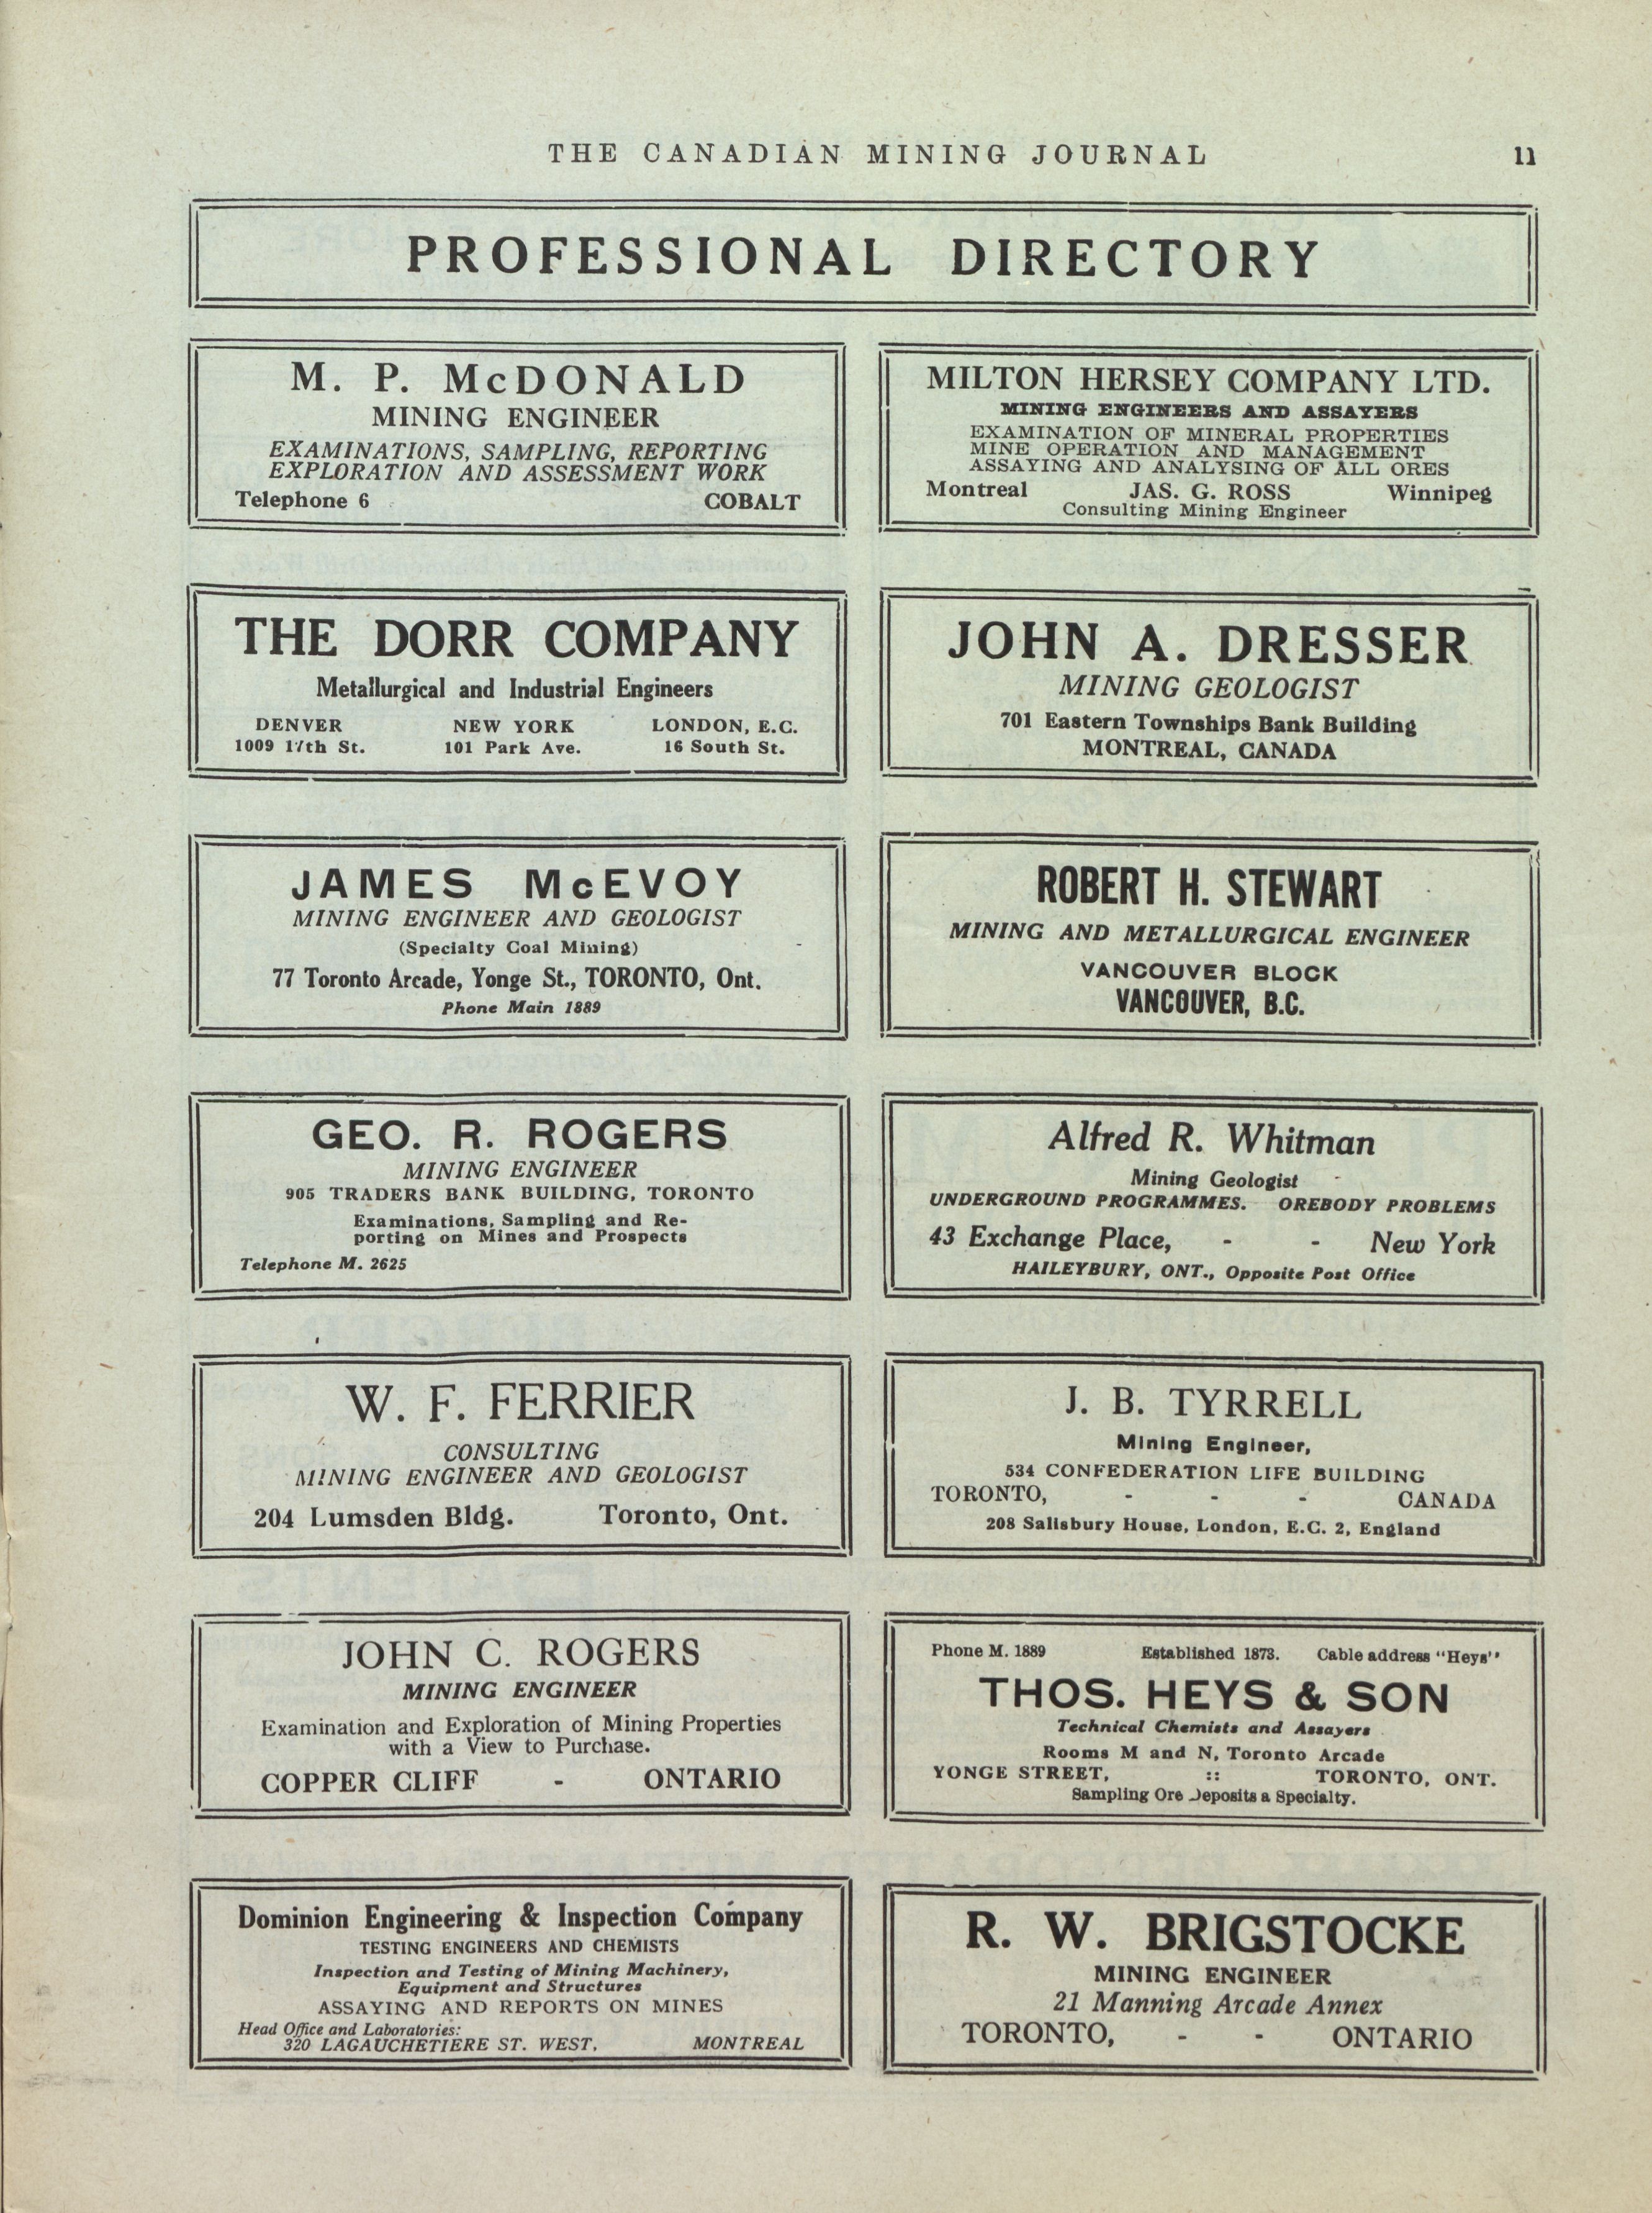 THE CANADIAN MINING JOURNAL 11
PROFESSIONAL DIRECTORY
M. P. McDONALD
MINING ENGINEER
EXAMINATIONS, SAMPLING, REPORTING
EXPLORATION AND ASSESSMENT WORK
Telephone 6 COBALT
MILTON HERSEY COMPANY LTD.
MINING ENGINEERS AND ASSAYERS
EXAMINATION OF MINERAL PROPERTIES
MINE OPERATION AND MANAGEMENT
ASSAYING AND ANALYSING OF ALL ORES
Montreal JAS. G. ROSS Winnipeg
Consulting Mining Engineer
THE DORR COMPANY
Metallurgical and Industrial Engineers
DENVER NEW YORK LONDON, E.C.
1009 17th St. 101 Park Ave. 16 South St.
JOHN A. DRESSER
MINING GEOLOGIST
701 Eastern Townships Bank Building
MONTREAL, CANADA
JAMES McEVOY
MINING ENGINEER AND GEOLOGIST
(Specialty Coal Mining)
77 Toronto Arcade, Yonge St., TORONTO, Ont.
Phone Main 1889
ROBERT H. STEWART
MINING AND METALLURGICAL ENGINEER
VANCOUVER BLOCK
VANCOUVER, B.C.
GEO. R. ROGERS
MINING ENGINEER
905 TRADERS BANK BUILDING, TORONTO
Examinations, Sampling and Re-
porting on Mines and Prospects
Telephone M. 2625
Alfred R. Whitman
Mining Geologist
UNDERGROUND PROGRAMMES. OREBODY PROBLEMS
43 Exchange Place, - - New York
HAILEYBURY, ONT., Opposite Post Office
W. F. FERRIER
CONSULTING
MINING ENGINEER AND GEOLOGIST
204 Lumsden Bldg. Toronto, Ont.
J. B. TYRRELL
Mining Engineer,
534 CONFEDERATION LIFE BUILDING
TORONTO, - - - CANADA
208 Salisbury House, London, E.C. 2, England
JOHN C. ROGERS
MINING ENGINEER
Examination and Exploration of Mining Properties
with a View to Purchase.
COPPER CLIFF - ONTARIO
Phone M. 1889 Established 1873. Cable address "Heys"
THOS. HEYS & SON
Technical Chemists and Assayers
Rooms M and N, Toronto Arcade
YONGE STREET, :: TORONTO, ONT.
Sampling Ore Deposits a Specialty.
Dominion Engineering & Inspection Company
TESTING ENGINEERS AND CHEMISTS
Inspection and Testing of Mining Machinery,
Equipment and Structures
ASSAYING AND REPORTS ON MINES
Head Office and Laboratories:
320 LAGAUCHETIERE ST. WEST, MONTREAL
R. W. BRIGSTOCKE
MINING ENGINEER
21 Manning Arcade Annex
TORONTO, - - ONTARIO